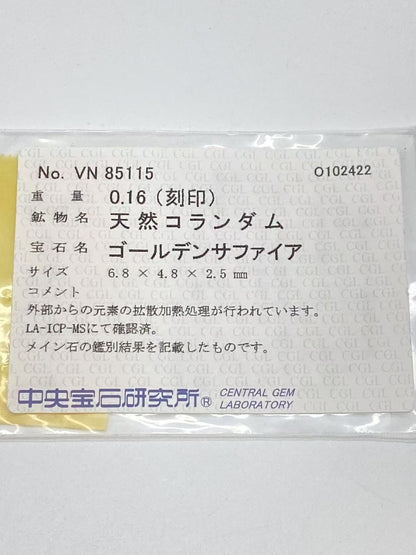 No. VN 85115 O102422
重量 0.16 (刻印)
鉱物名 天然コランダム
宝石名 ゴールデンサファイア
サイズ 6.8 × 4.8 × 2.5 mm
コメント
外部からの元素の拡散加熱処理が行われています。
LA-ICP-MSにて確認済。
メイン石の鑑別結果を記載したものです。
中央宝石研究所® CENTRAL GEM
LABORATORY